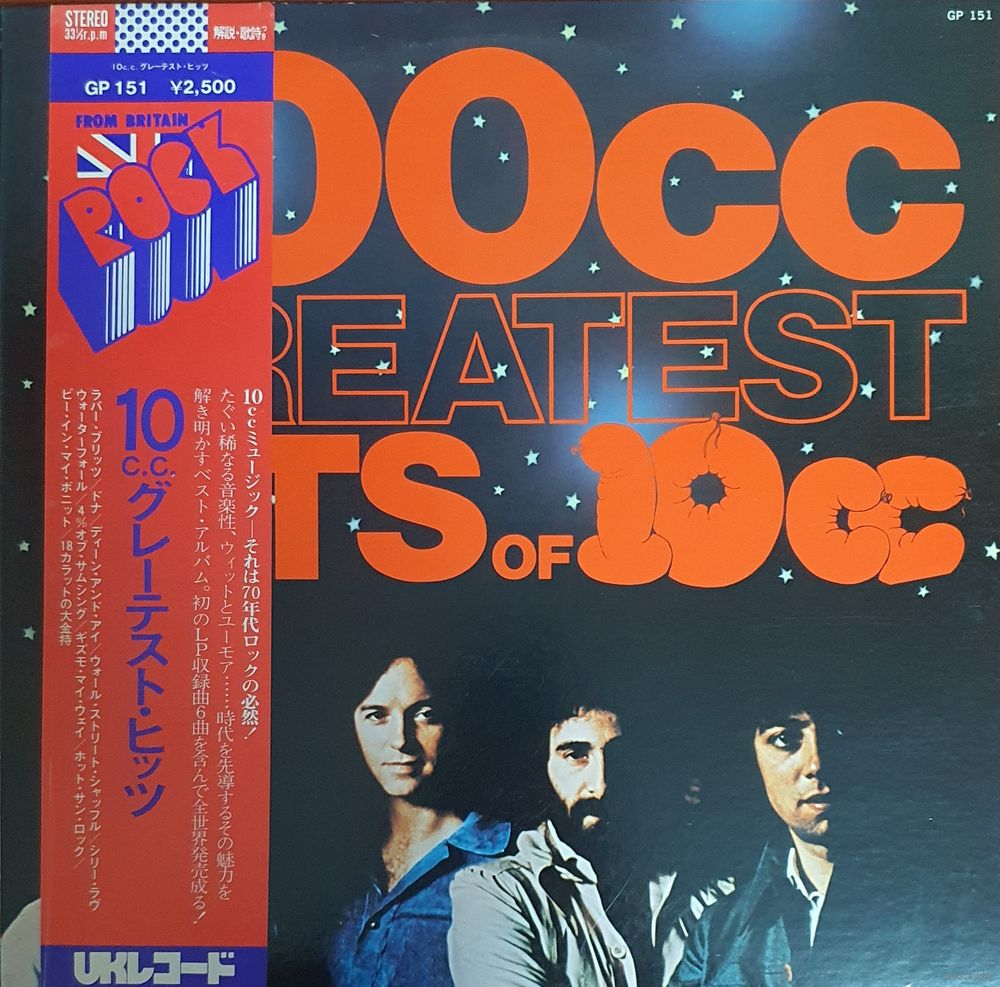 STEREO
33⅓r.p.m
解説・歌詩つき
10c.c. グレーテスト・ヒッツ
GP 151 ¥2,500
FROM BRITAIN
ROCK
10ccミュージック—それは70年代ロックの必然!
たぐい稀なる音楽性、ウィットとユーモア……時代を先導するその魅力を
解き明かすベスト・アルバム。初のLP収録曲6曲を含んで全世界発売成る!
10c.c.グレーテスト・ヒッツ
ラバー・ブリッツ/ドナ/ディーン・アンド・アイ/ウォール・ストリート・シャッフル/シリー・ラヴ
ウォーターフォール/4%オブ・サムシング/ギズモ・マイ・ウェイ/ホット・サン・ロック/
ビー・イン・マイ・ボニット/18カラットの大金持
UKレコード
GP 151
00cc
REATEST
TS OF 10cc